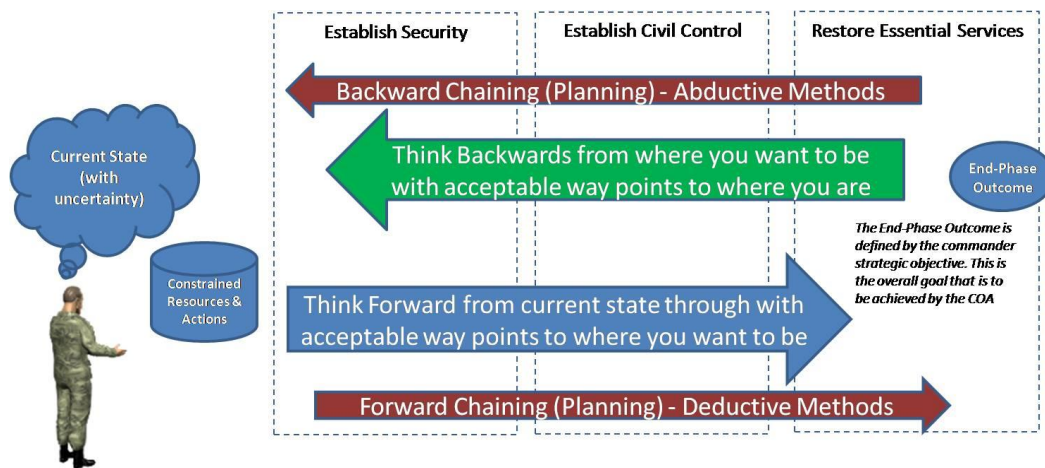 Establish Security
Establish Civil Control
Restore Essential Services
Backward Chaining (Planning) - Abductive Methods
Current State
(with
uncertainty)
Think Backwards from where you want to be
with acceptable way points to where you are
End-Phase
Outcome
The End-Phase Outcome is
defined by the commander
strategic objective. This is
the overall goal that is to
be achieved by the COA
Constrained
Resources &
Actions
Think Forward from current state through with
acceptable way points to where you want to be
Forward Chaining (Planning) - Deductive Methods